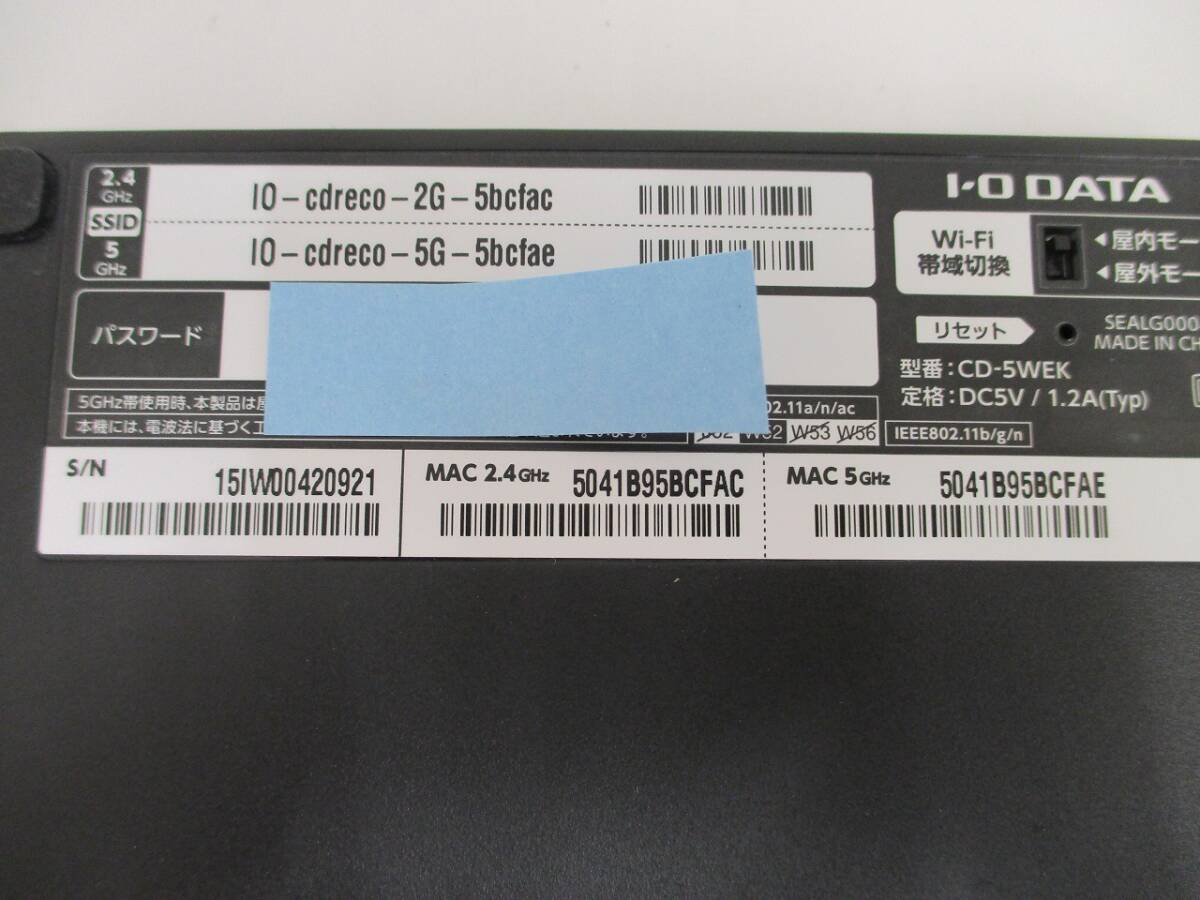 2.4
GHz
SSID
5
GHz
IO-cdreco-2G-5bcfac
IO-cdreco-5G-5bcfae
パスワード
5GHz帯使用時、本製品は
02.11a/n/ac
本機には、電波法に基づく
W52 W53 W56
IEEE802.11b/g/n
I-O DATA
Wi-Fi
帯域切換
◀屋内モー
◀屋外モー
リセット
SEALG000
MADE IN CH
型番:CD-5WEK
定格:DC5V / 1.2A(Typ)
S/N
15IW00420921
MAC 2.4GHz
5041B95BCFAC
MAC 5GHz
5041B95BCFAE